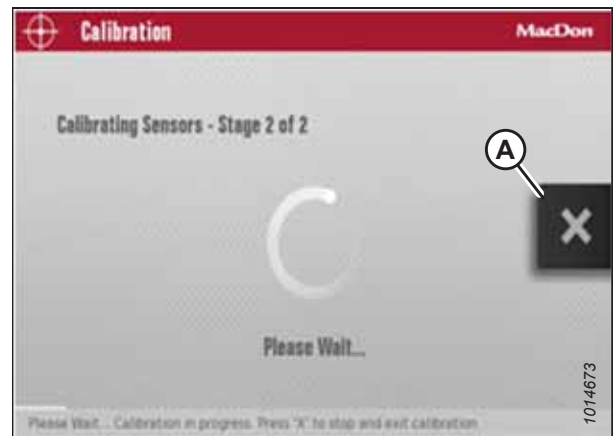 Calibration
MacDon
Calibrating Sensors - Stage 2 of 2
A
X
Please Wait...
1014673
Please Wait... Calibration in progress. Press "X" to stop and exit calibration